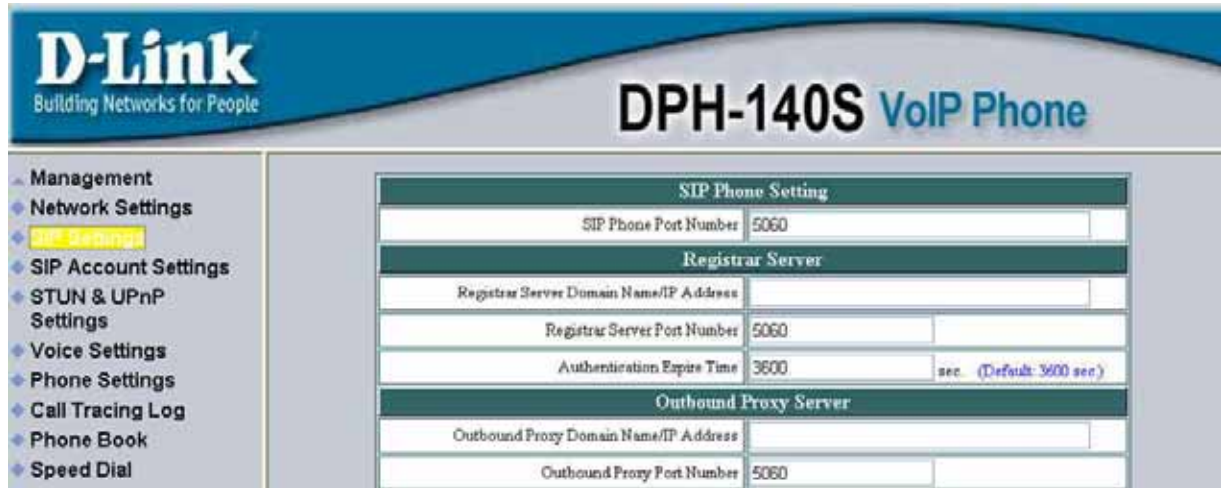 D-Link
Building Networks for People
DPH-140S VoIP Phone
Management
Network Settings
SIP Settings
SIP Account Settings
STUN & UPnP
Settings
Voice Settings
Phone Settings
Call Tracing Log
Phone Book
Speed Dial
SIP Phone Setting
SIP Phone Port Number 5060
Registrar Server
Registrar Server Domain Name/IP Address
Registrar Server Port Number 5060
Authentication Expire Time 3600 sec. (Default: 3600 sec.)
Outbound Proxy Server
Outbound Proxy Domain Name/IP Address
Outbound Proxy Port Number 5060